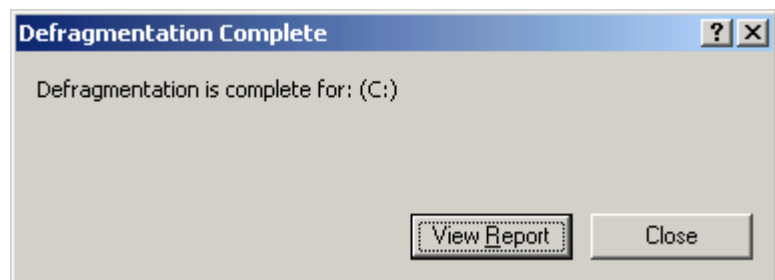 Defragmentation Complete
Defragmentation is complete for: (C:)
View Report
Close